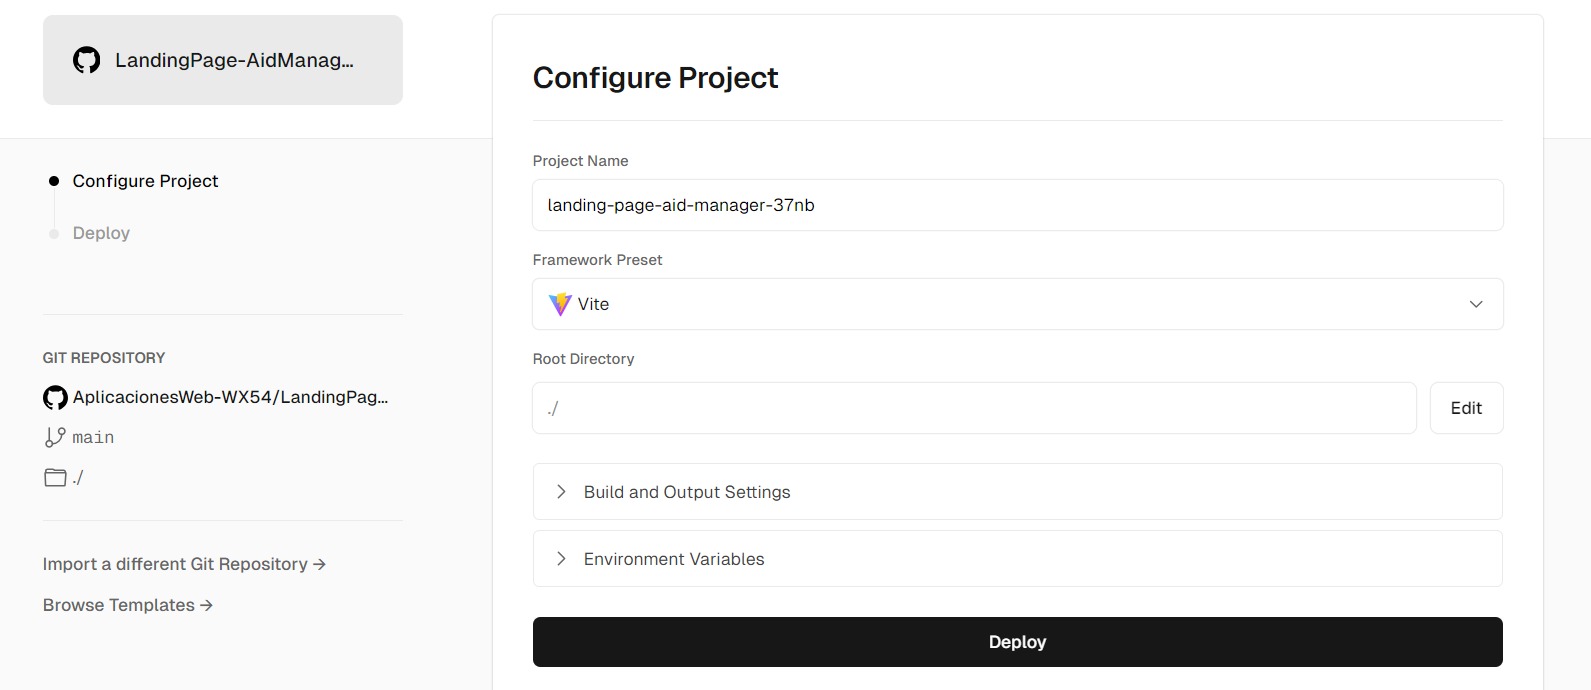 LandingPage-AidManag...
Configure Project
Deploy
GIT REPOSITORY
AplicacionesWeb-WX54/LandingPag...
main
./
Import a different Git Repository →
Browse Templates →
Configure Project
Project Name
landing-page-aid-manager-37nb
Framework Preset
Vite
Root Directory
./
Edit
Build and Output Settings
Environment Variables
Deploy